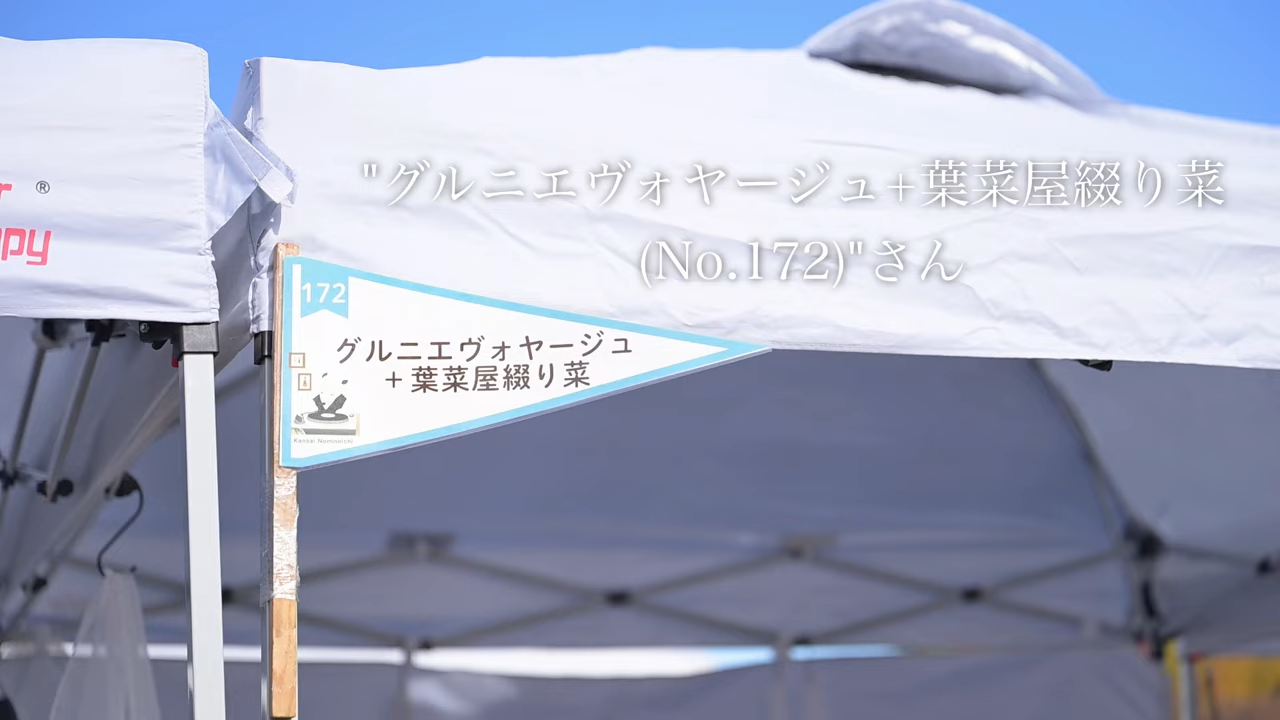 "グルニエヴォヤージュ+葉菜屋綴り菜
(No.172)"さん
®
172
グルニエヴォヤージュ
+葉菜屋綴り菜
Kansai Nominoichi